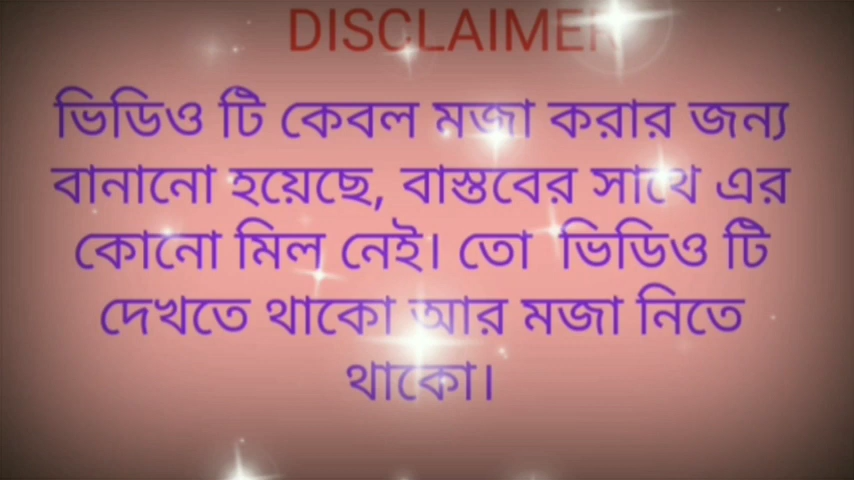 DISCLAIMER
ভিডিও টি কেবল মজা করার জন্য
বানানো হয়েছে, বাস্তবের সাথে এর
কোনো মিল নেই। তো ভিডিও টি
দেখতে থাকো আর মজা নিতে
থাকো।